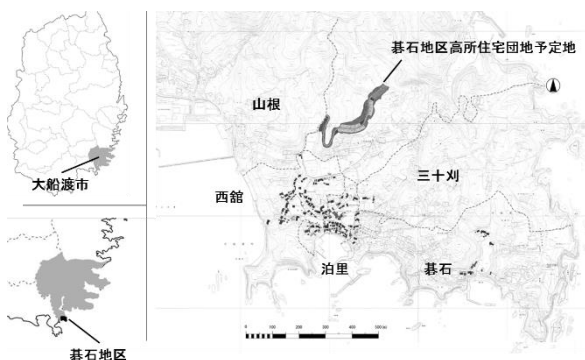 大船渡市
碁石地区
碁石地区高所住宅団地予定地
山根
三十刈
西舘
泊里
碁石